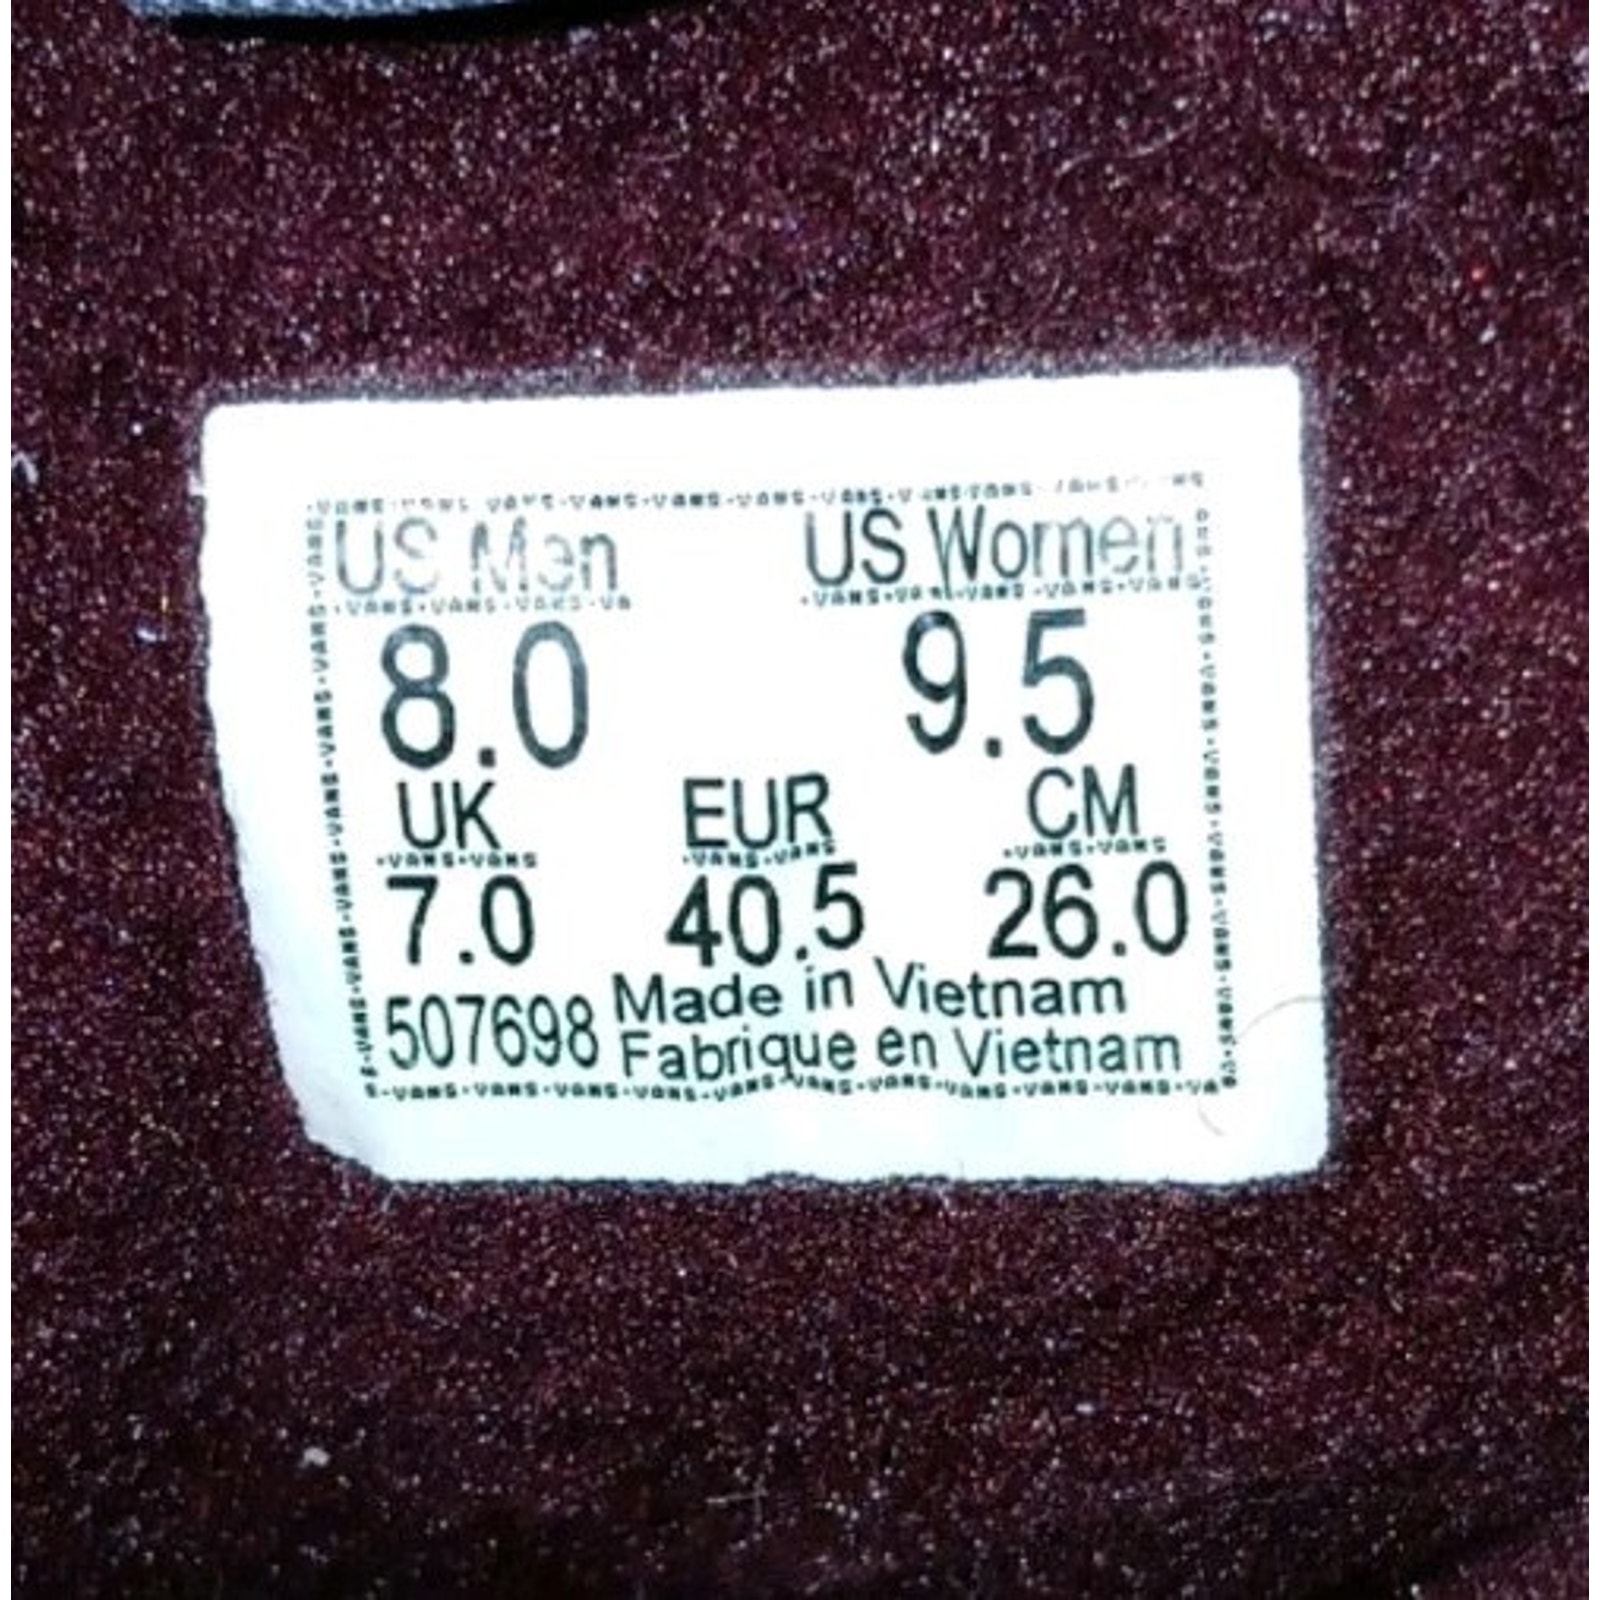 US Men US Women
8.0 9.5
UK EUR CM
7.0 40.5 26.0
507698 Made in Vietnam
Fabrique en Vietnam